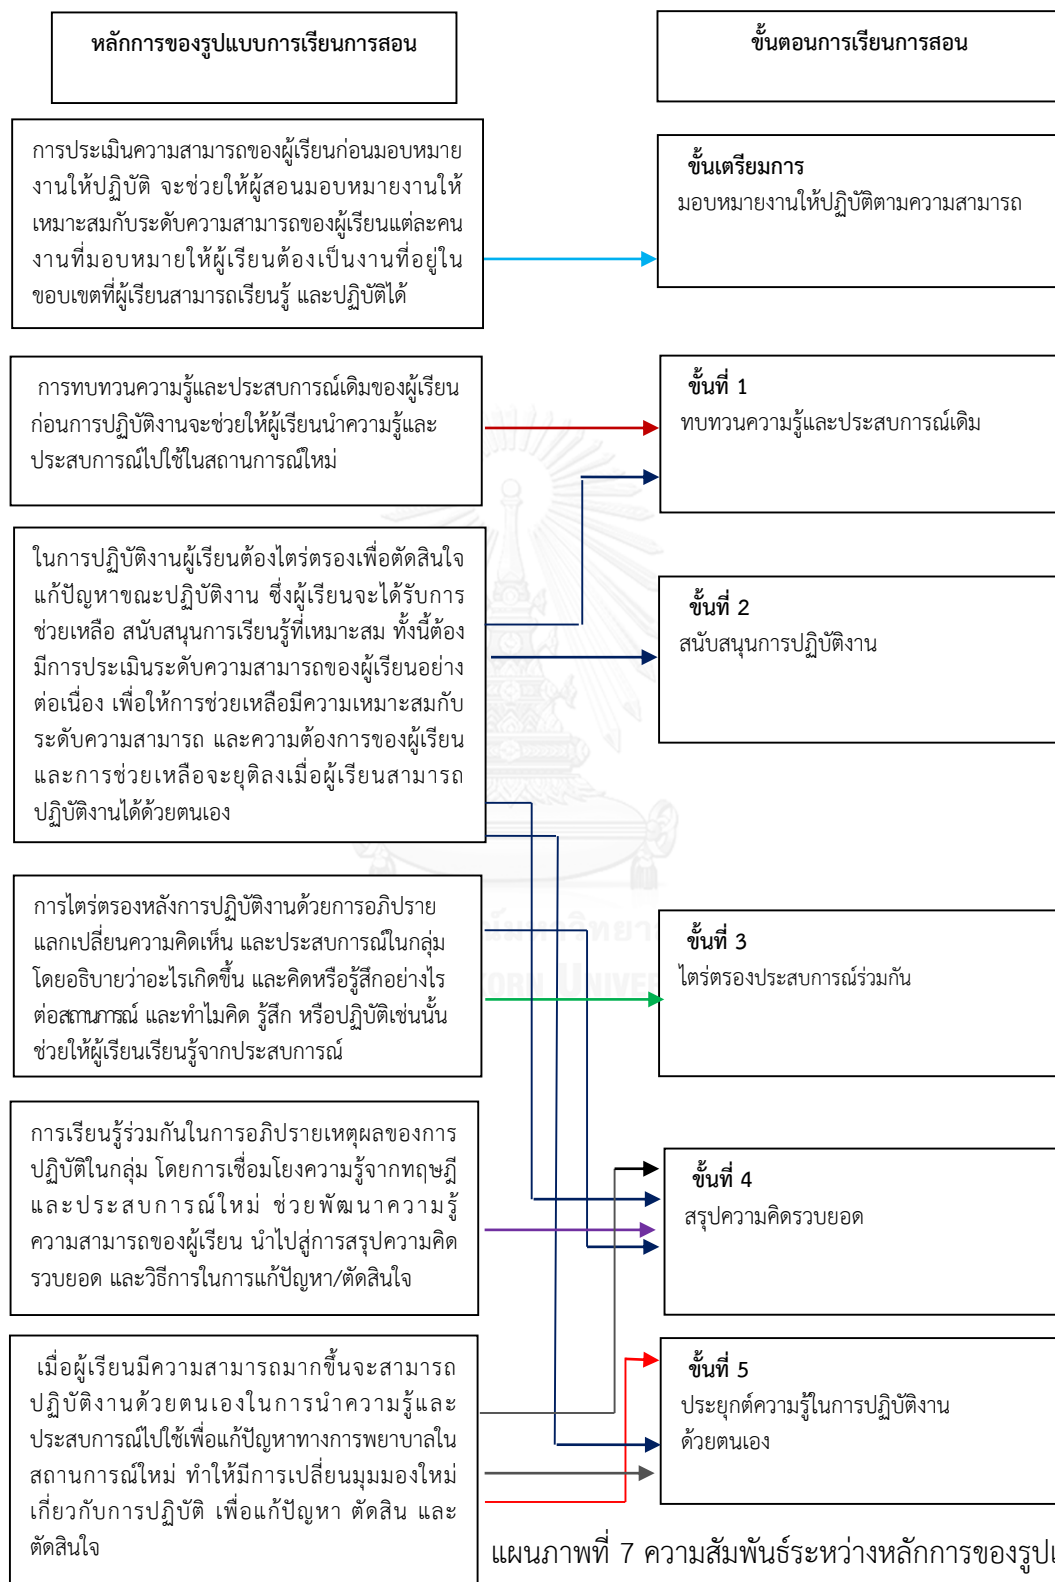 หลักการของรูปแบบการเรียนการสอน
ขั้นตอนการเรียนการสอน
การประเมินความสามารถของผู้เรียนก่อนมอบหมาย
งานให้ปฏิบัติ จะช่วยให้ผู้สอนมอบหมายงานให้
เหมาะสมกับระดับความสามารถของผู้เรียนแต่ละคน
งานที่มอบหมายให้ผู้เรียนต้องเป็นงานที่อยู่ใน
ขอบเขตที่ผู้เรียนสามารถเรียนรู้ และปฏิบัติได้
ขั้นเตรียมการ
มอบหมายงานให้ปฏิบัติตามความสามารถ
การทบทวนความรู้และประสบการณ์เดิมของผู้เรียน
ก่อนการปฏิบัติงานจะช่วยให้ผู้เรียนนำความรู้และ
ประสบการณ์ไปใช้ในสถานการณ์ใหม่
ขั้นที่ 1
ทบทวนความรู้และประสบการณ์เดิม
ในการปฏิบัติงานผู้เรียนต้องไตร่ตรองเพื่อตัดสินใจ
แก้ปัญหาขณะปฏิบัติงาน ซึ่งผู้เรียนจะได้รับการ
ช่วยเหลือ สนับสนุนการเรียนรู้ที่เหมาะสม ทั้งนี้ต้อง
มีการประเมินระดับความสามารถของผู้เรียนอย่าง
ต่อเนื่อง เพื่อให้การช่วยเหลือมีความเหมาะสมกับ
ระดับความสามารถ และความต้องการของผู้เรียน
และการช่วยเหลือจะยุติลงเมื่อผู้เรียนสามารถ
ปฏิบัติงานได้ด้วยตนเอง
ขั้นที่ 2
สนับสนุนการปฏิบัติงาน
การไตร่ตรองหลังการปฏิบัติงานด้วยการอภิปราย
แลกเปลี่ยนความคิดเห็น และประสบการณ์ในกลุ่ม
โดยอธิบายว่าอะไรเกิดขึ้น และคิดหรือรู้สึกอย่างไร
ต่อสถานการณ์ และทำไมคิด รู้สึก หรือปฏิบัติเช่นนั้น
ช่วยให้ผู้เรียนเรียนรู้จากประสบการณ์
ขั้นที่ 3
ไตร่ตรองประสบการณ์ร่วมกัน
การเรียนรู้ร่วมกันในการอภิปรายเหตุผลของการ
ปฏิบัติในกลุ่ม โดยการเชื่อมโยงความรู้จากทฤษฎี
และประสบการณ์ใหม่ ช่วยพัฒนาความรู้
ความสามารถของผู้เรียน นำไปสู่การสรุปความคิด
รวบยอด และวิธีการในการแก้ปัญหา/ตัดสินใจ
ขั้นที่ 4
สรุปความคิดรวบยอด
เมื่อผู้เรียนมีความสามารถมากขึ้นจะสามารถ
ปฏิบัติงานด้วยตนเองในการนำความรู้และ
ประสบการณ์ไปใช้เพื่อแก้ปัญหาทางการพยาบาลใน
สถานการณ์ใหม่ ทำให้มีการเปลี่ยนมุมมองใหม่
เกี่ยวกับการปฏิบัติ เพื่อแก้ปัญหา ตัดสิน และ
ตัดสินใจ
ขั้นที่ 5
ประยุกต์ความรู้ในการปฏิบัติงาน
ด้วยตนเอง
แผนภาพที่ 7 ความสัมพันธ์ระหว่างหลักการของรูป